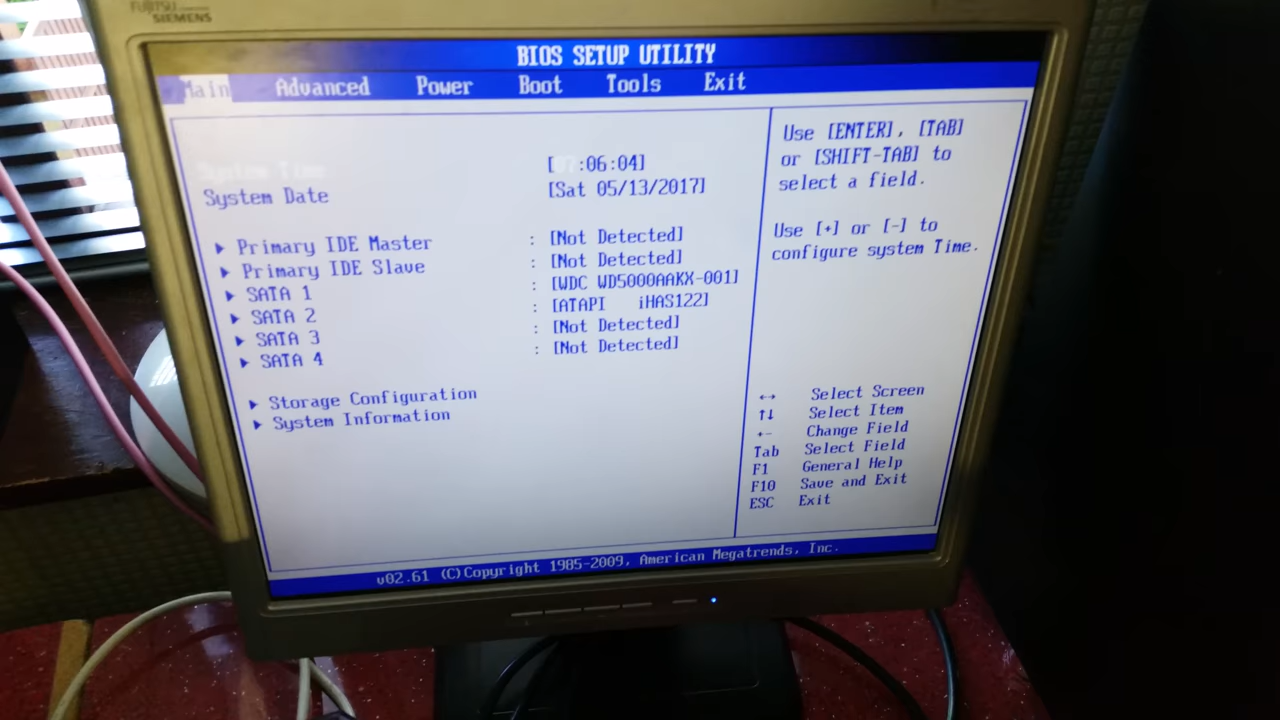 FUJITSU COMPUTERS
SIEMENS
BIOS SETUP UTILITY
Main Advanced Power Boot Tools Exit
System Time [ :06:04]
System Date [Sat 05/13/2017]
Primary IDE Master : [Not Detected]
Primary IDE Slave : [Not Detected]
SATA 1 : [WDC WD5000AAKX-001]
SATA 2 : [ATAPI iHAS122]
SATA 3 : [Not Detected]
SATA 4 : [Not Detected]
Storage Configuration
System Information
Use [ENTER], [TAB]
or [SHIFT-TAB] to
select a field.
Use [+] or [-] to
configure system Time.
↔ Select Screen
↑↓ Select Item
+- Change Field
Tab Select Field
F1 General Help
F10 Save and Exit
ESC Exit
v02.61 (C)Copyright 1985-2009, American Megatrends, Inc.